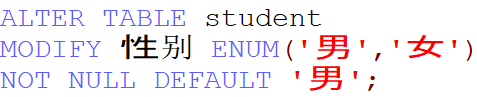 ALTER TABLE student
MODIFY 性别 ENUM('男','女')
NOT NULL DEFAULT '男';